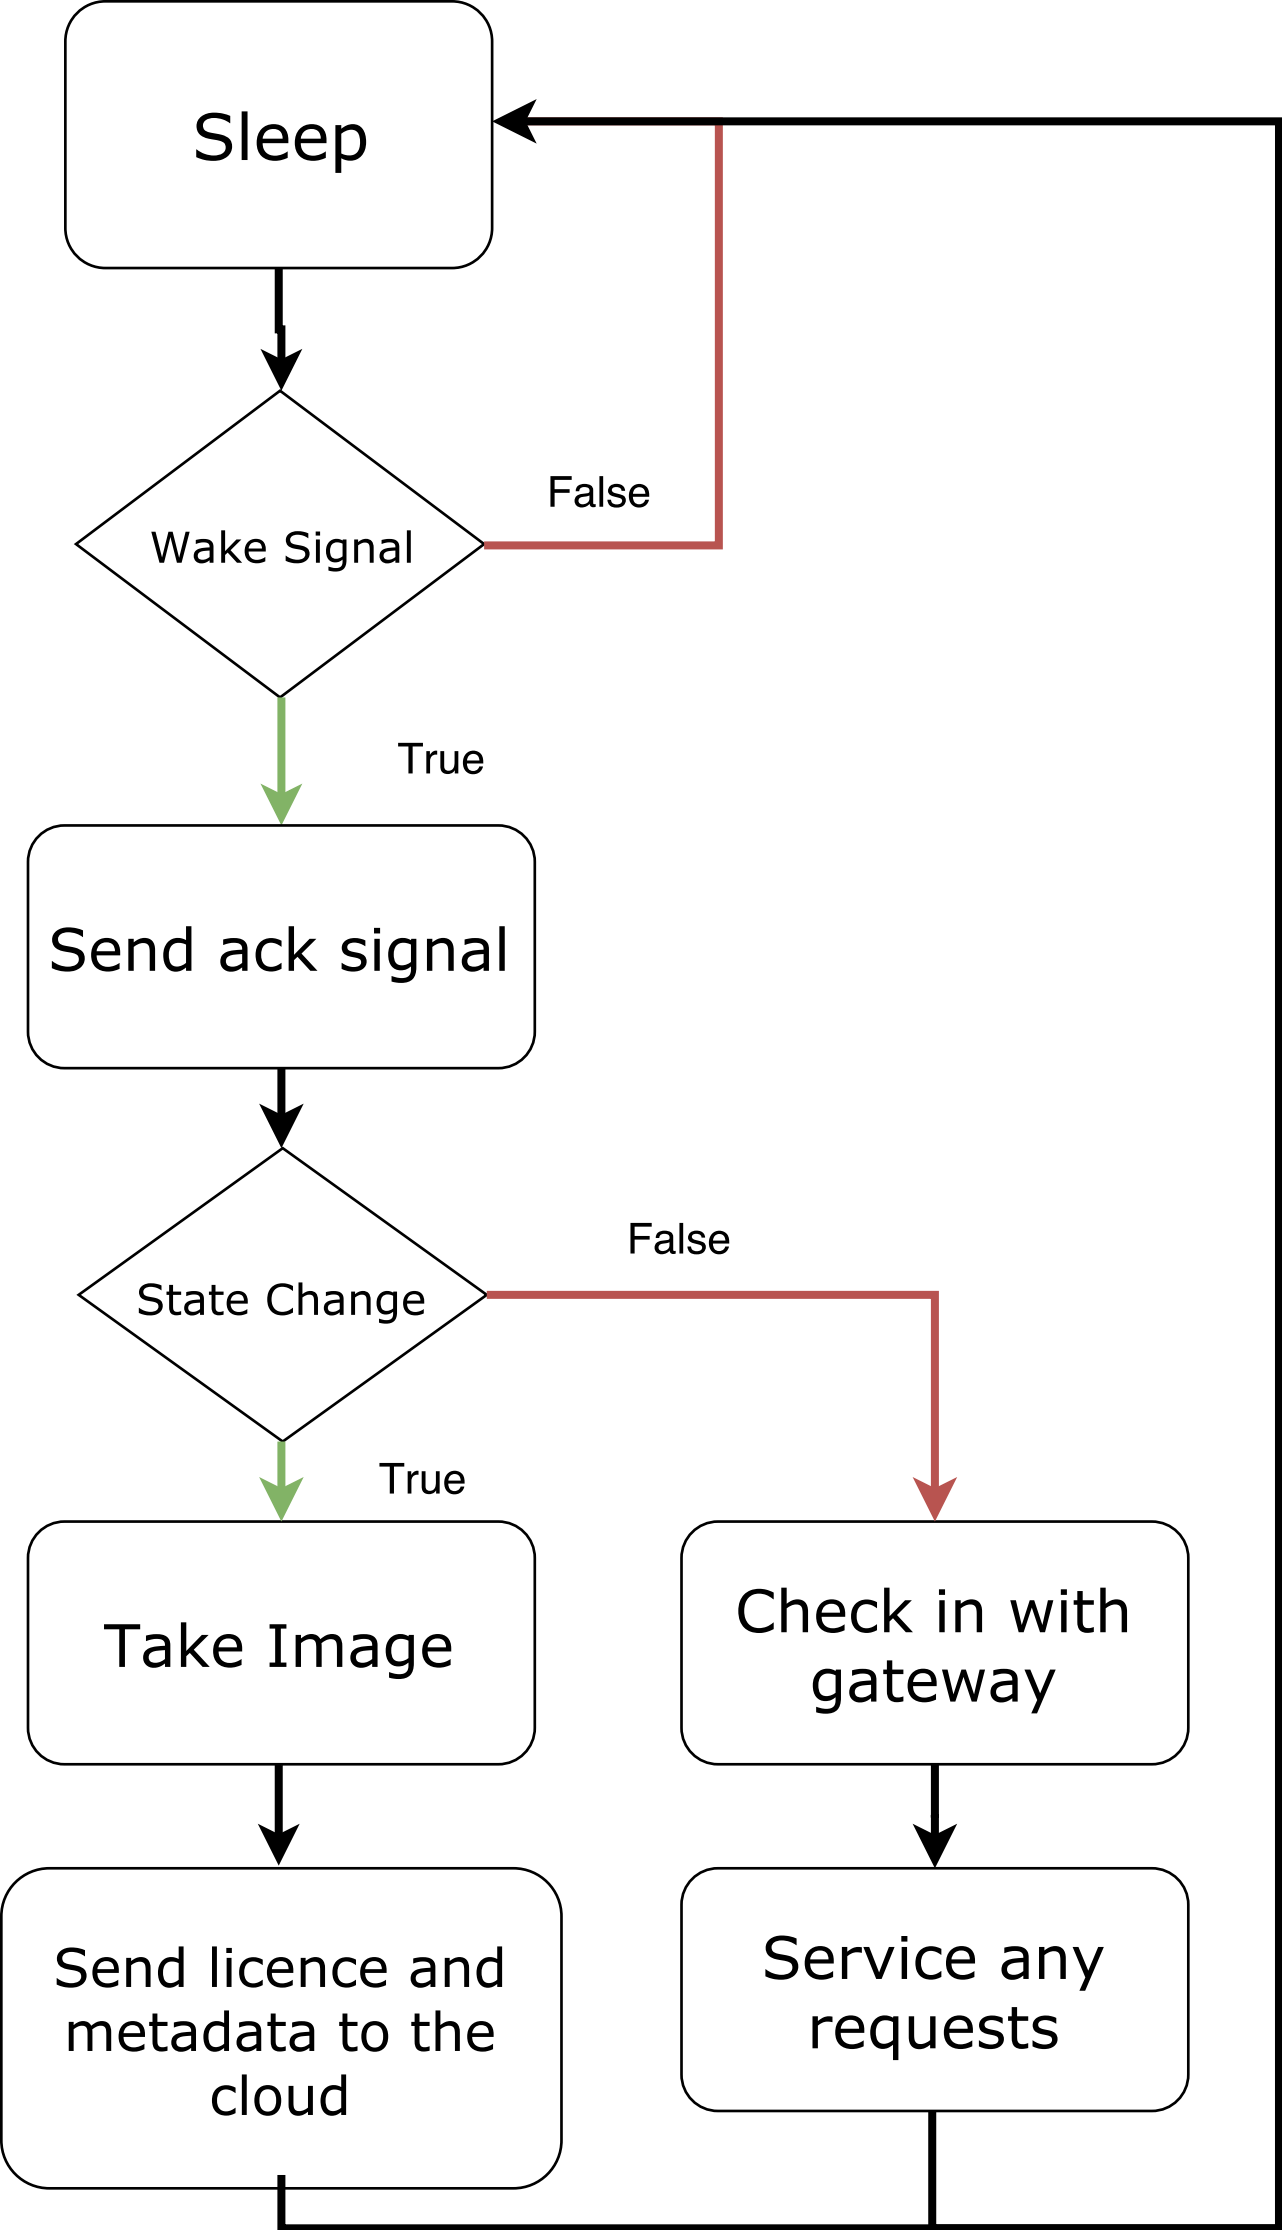 Sleep
Wake Signal
False
True
Send ack signal
State Change
False
True
Take Image
Check in with
gateway
Send licence and
metadata to the
cloud
Service any
requests